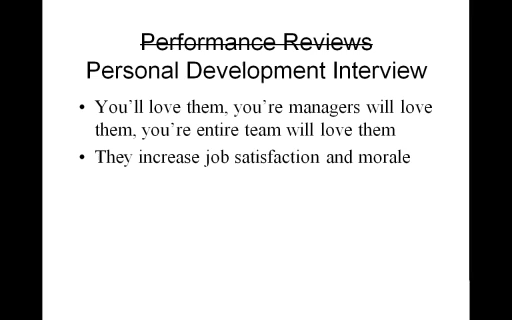 Performance Reviews
Personal Development Interview
• You'll love them, you're managers will love
them, you're entire team will love them
• They increase job satisfaction and morale